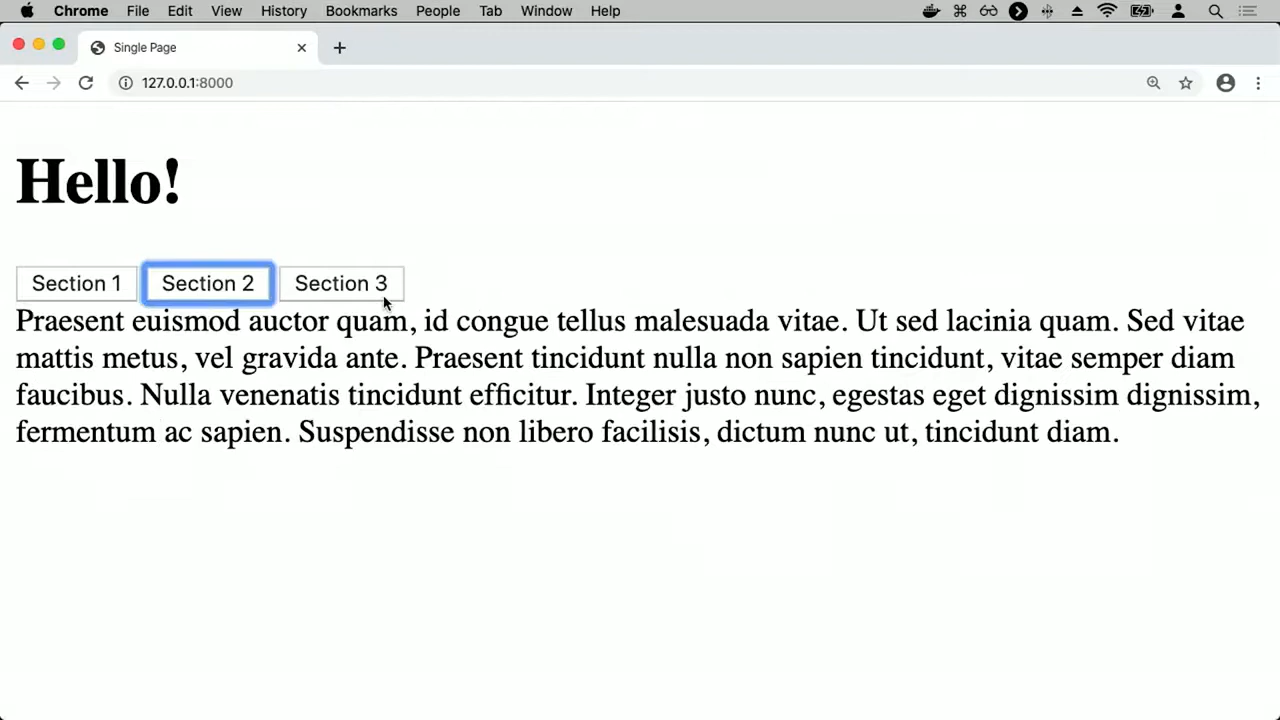 Chrome File Edit View History Bookmarks People Tab Window Help
Single Page
127.0.0.1:8000
Hello!
Section 1 Section 2 Section 3
Praesent euismod auctor quam, id congue tellus malesuada vitae. Ut sed lacinia quam. Sed vitae
mattis metus, vel gravida ante. Praesent tincidunt nulla non sapien tincidunt, vitae semper diam
faucibus. Nulla venenatis tincidunt efficitur. Integer justo nunc, egestas eget dignissim dignissim,
fermentum ac sapien. Suspendisse non libero facilisis, dictum nunc ut, tincidunt diam.